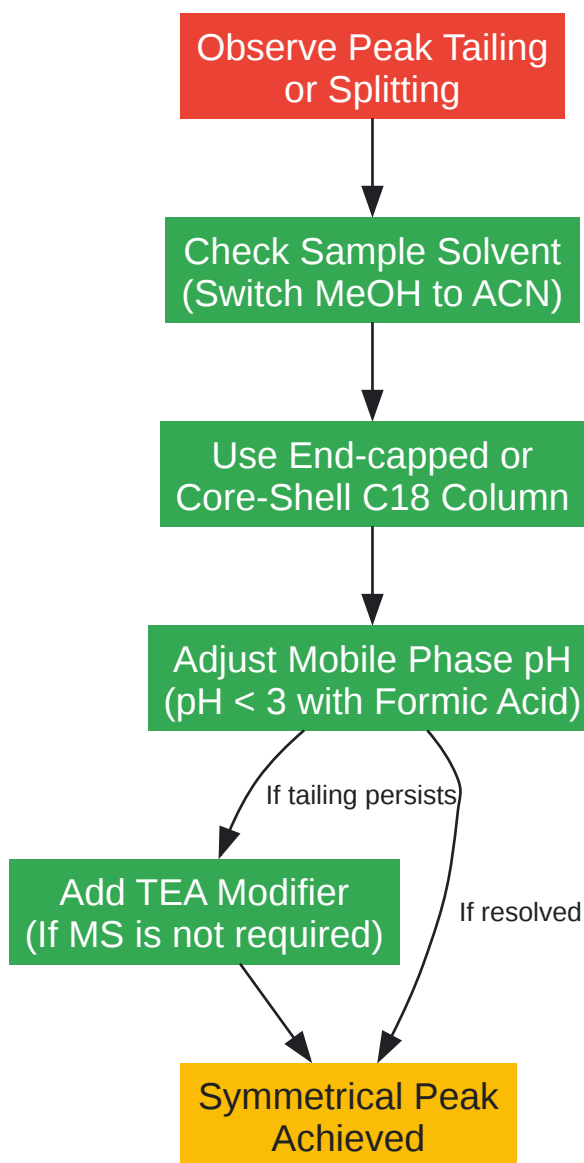 Observe Peak Tailing
or Splitting
Check Sample Solvent
(Switch MeOH to ACN)
Use End-capped or
Core-Shell C18 Column
Adjust Mobile Phase pH
(pH < 3 with Formic Acid)
If tailing persists
Add TEA Modifier
(If MS is not required)
If resolved
Symmetrical Peak
Achieved